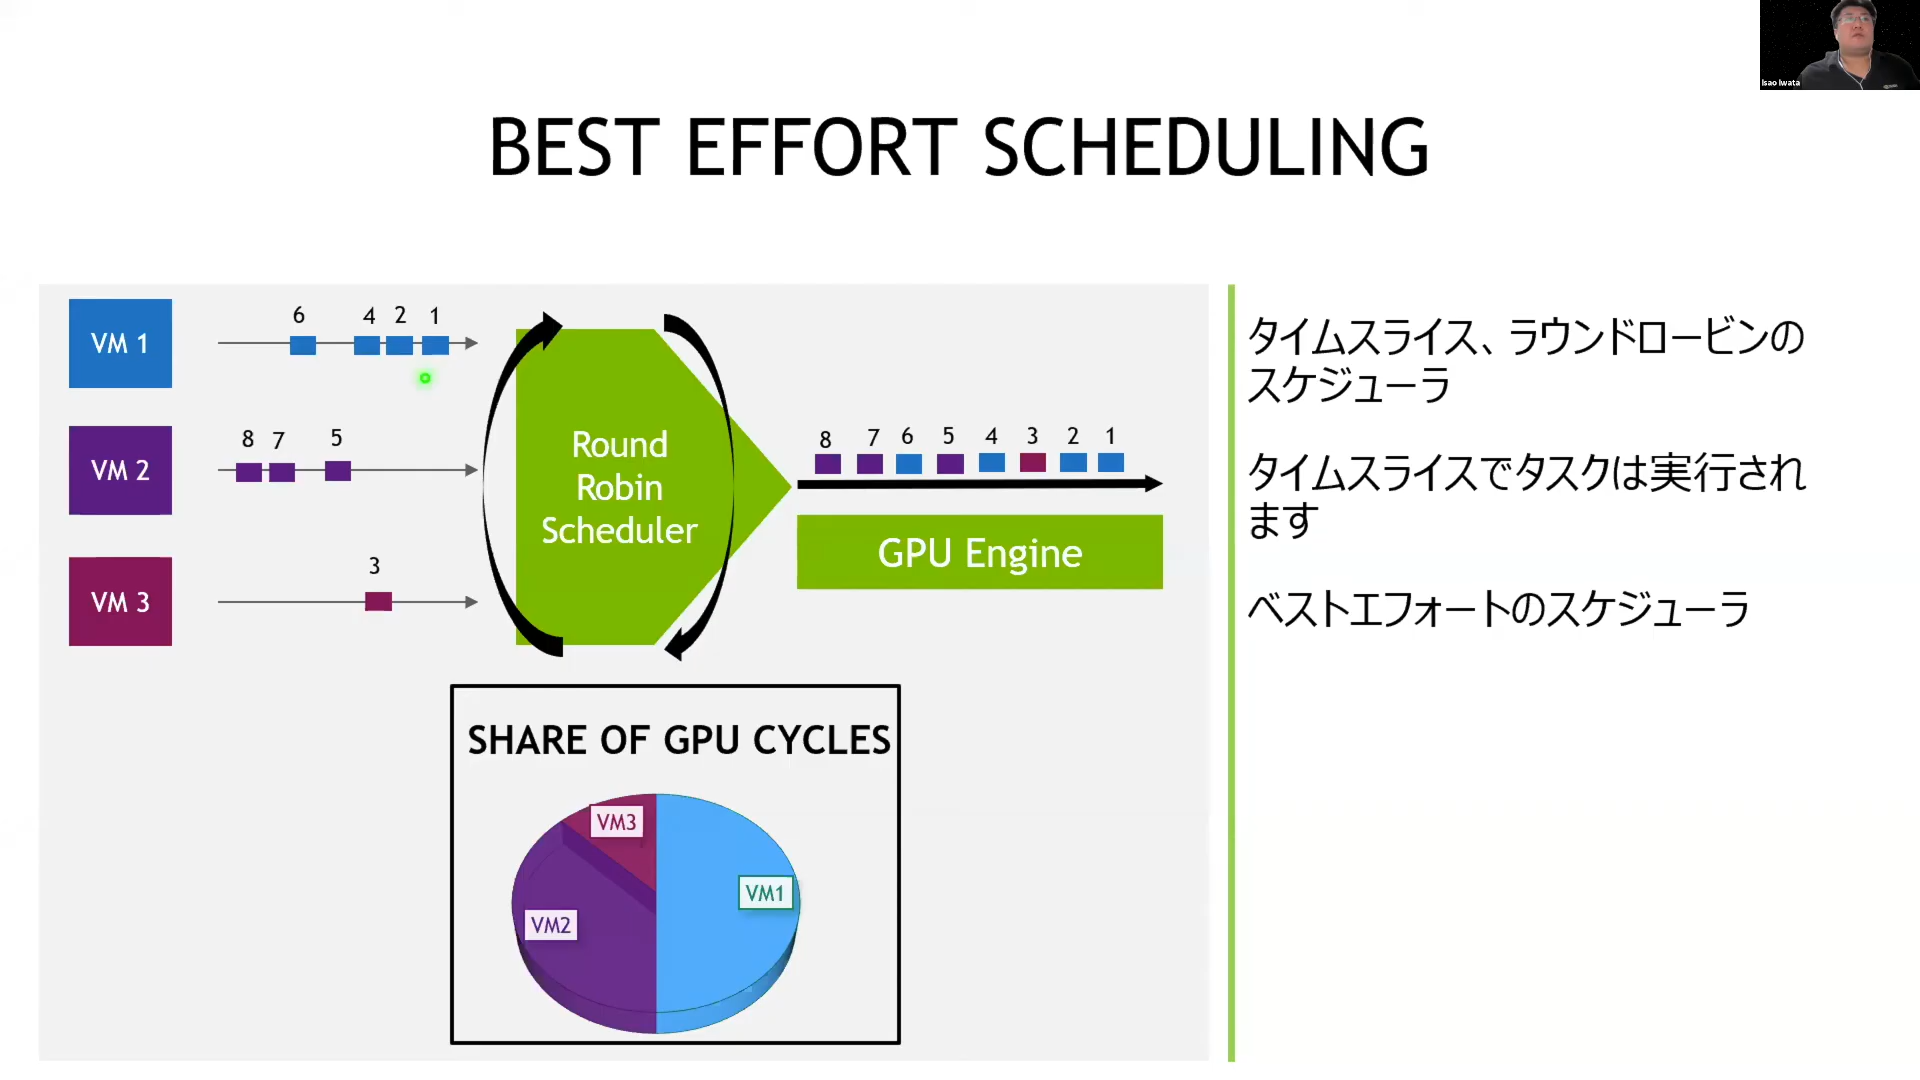 Isao Iwata
BEST EFFORT SCHEDULING
VM 1
6 4 2 1
VM 2
8 7 5
VM 3
3
Round
Robin
Scheduler
8 7 6 5 4 3 2 1
GPU Engine
SHARE OF GPU CYCLES
VM3
VM1
VM2
タイムスライス、ラウンドロービンの
スケジューラ
タイムスライスでタスクは実行され
ます
ベストエフォートのスケジューラ